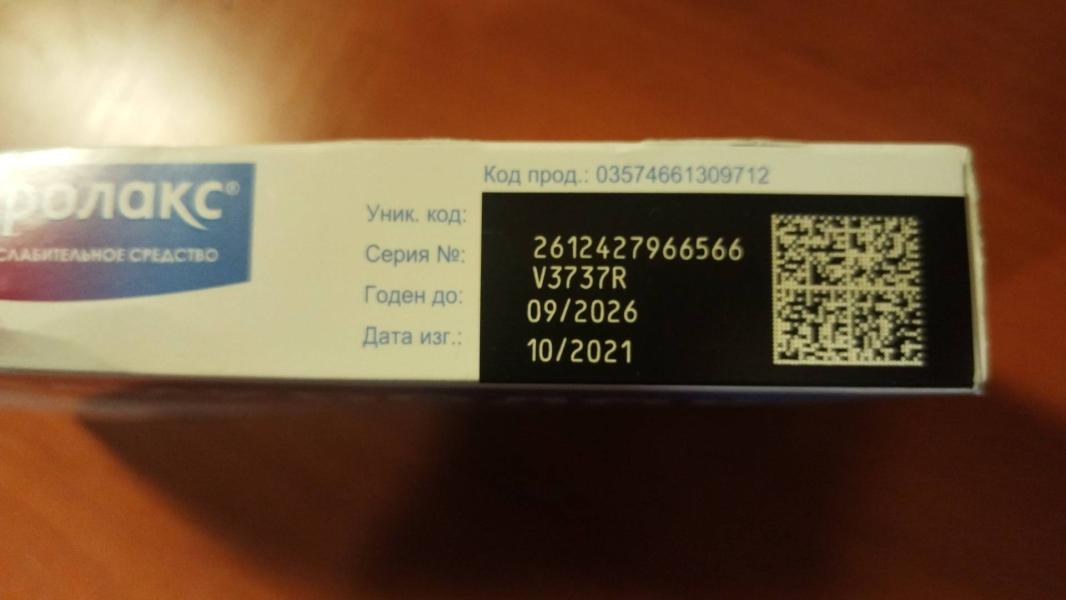 ролакс®
СЛАБИТЕЛЬНОЕ СРЕДСТВО
Код прод.: 03574661309712
Уник. код: 2612427966566
Серия №: V3737R
Годен до: 09/2026
Дата изг.: 10/2021